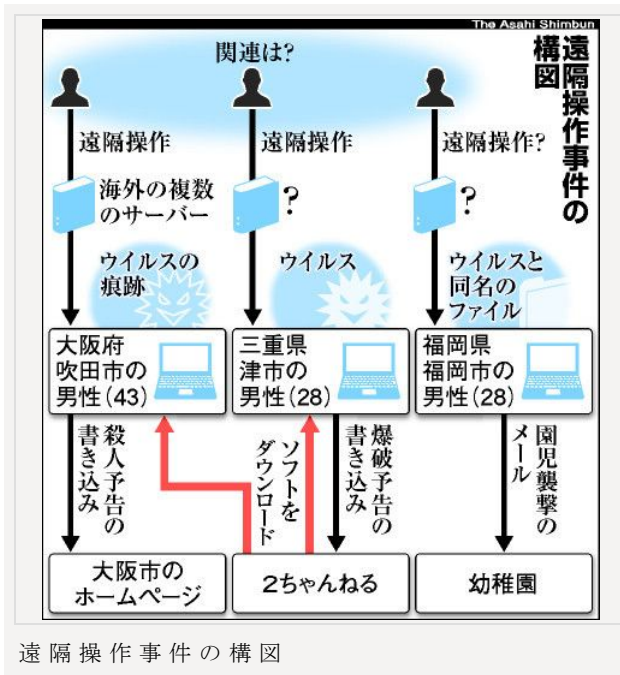 The Asahi Shimbun
遠隔操作事件の
構図
関連は?
遠隔操作
遠隔操作
遠隔操作?
海外の複数
のサーバー
?
?
ウイルスの
痕跡
ウイルス
ウイルスと
同名の
ファイル
大阪府
吹田市の
男性(43)
三重県
津市の
男性(28)
福岡県
福岡市の
男性(28)
殺人予告の
書き込み
ソフトを
ダウンロード
爆破予告の
書き込み
園児襲撃の
メール
大阪市の
ホームページ
2ちゃんねる
幼稚園
遠隔操作事件の構図